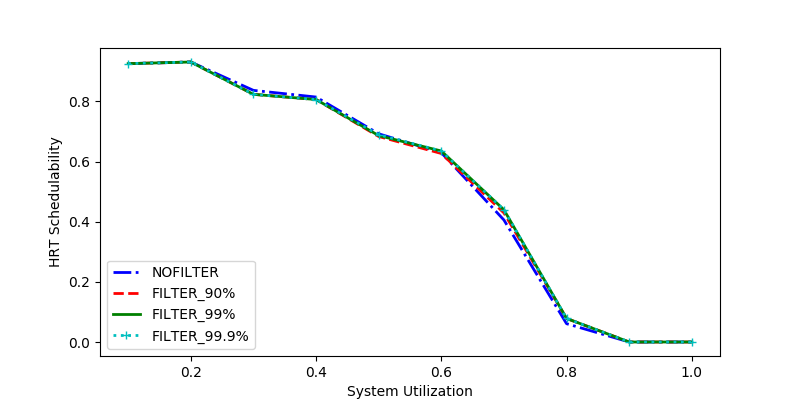 0.8
0.6
0.4
0.2
0.0
HRT Schedulability
NOFILTER
FILTER_90%
FILTER_99%
FILTER_99.9%
0.2 0.4 0.6 0.8 1.0
System Utilization